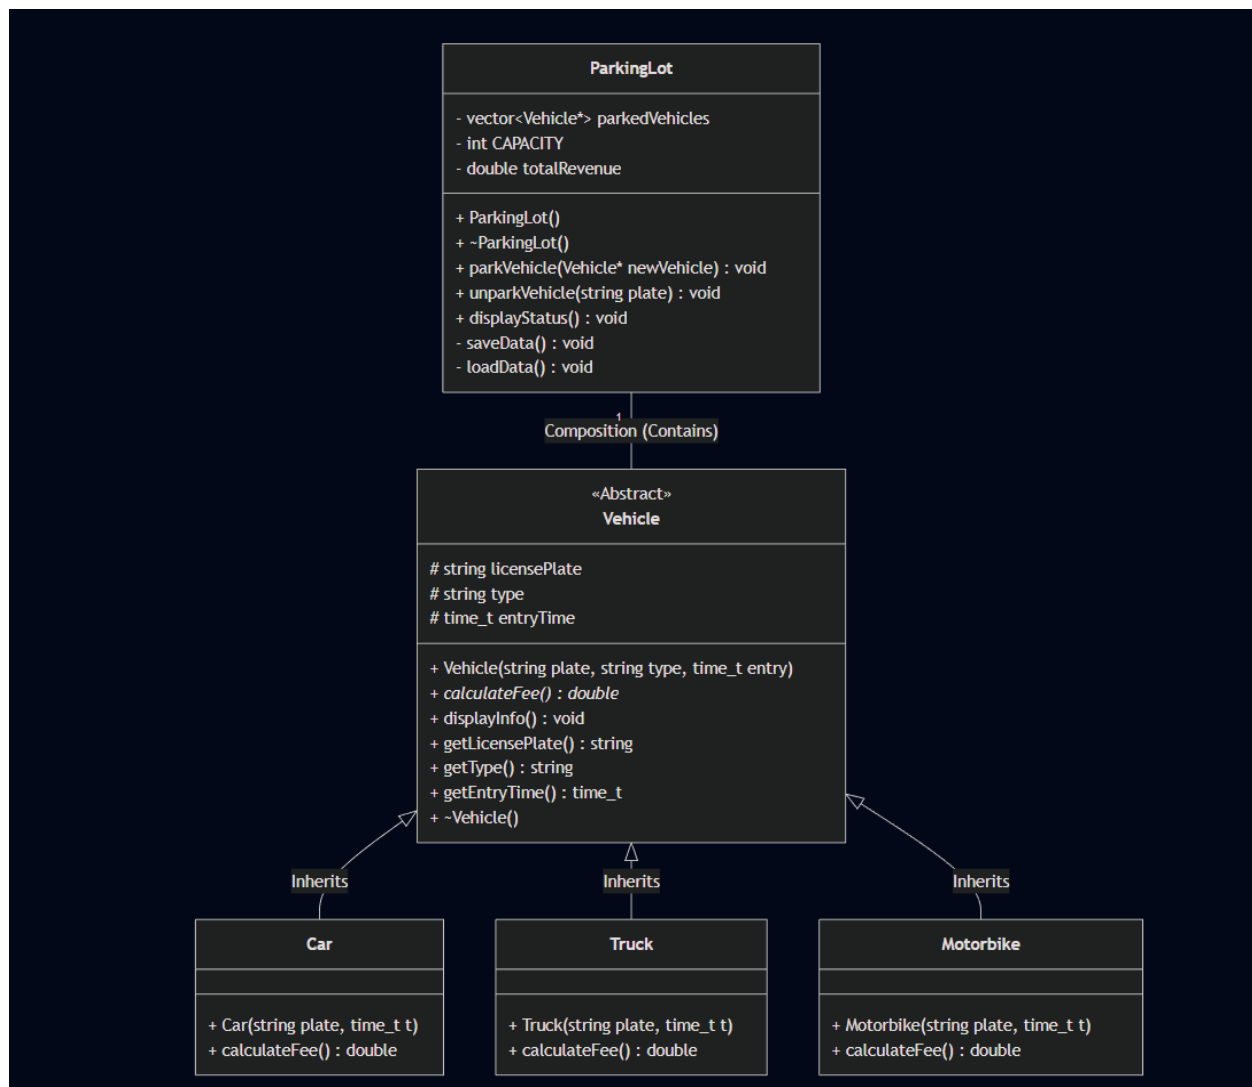 ParkingLot
- vector<Vehicle*> parkedVehicles
- int CAPACITY
- double totalRevenue
+ ParkingLot()
+ ~ParkingLot()
+ parkVehicle(Vehicle* newVehicle) : void
+ unparkVehicle(string plate) : void
+ displayStatus() : void
- saveData() : void
- loadData() : void
1
Composition (Contains)
«Abstract»
Vehicle
# string licensePlate
# string type
# time_t entryTime
+ Vehicle(string plate, string type, time_t entry)
+ calculateFee() : double
+ displayInfo() : void
+ getLicensePlate() : string
+ getType() : string
+ getEntryTime() : time_t
+ ~Vehicle()
Inherits
Inherits
Inherits
Car
+ Car(string plate, time_t t)
+ calculateFee() : double
Truck
+ Truck(string plate, time_t t)
+ calculateFee() : double
Motorbike
+ Motorbike(string plate, time_t t)
+ calculateFee() : double